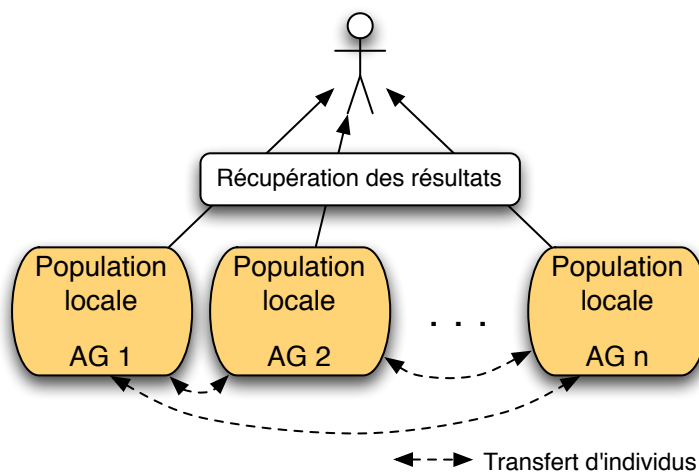 Récupération des résultats
Population
locale
AG 1
Population
locale
AG 2
. . .
Population
locale
AG n
Transfert d'individus